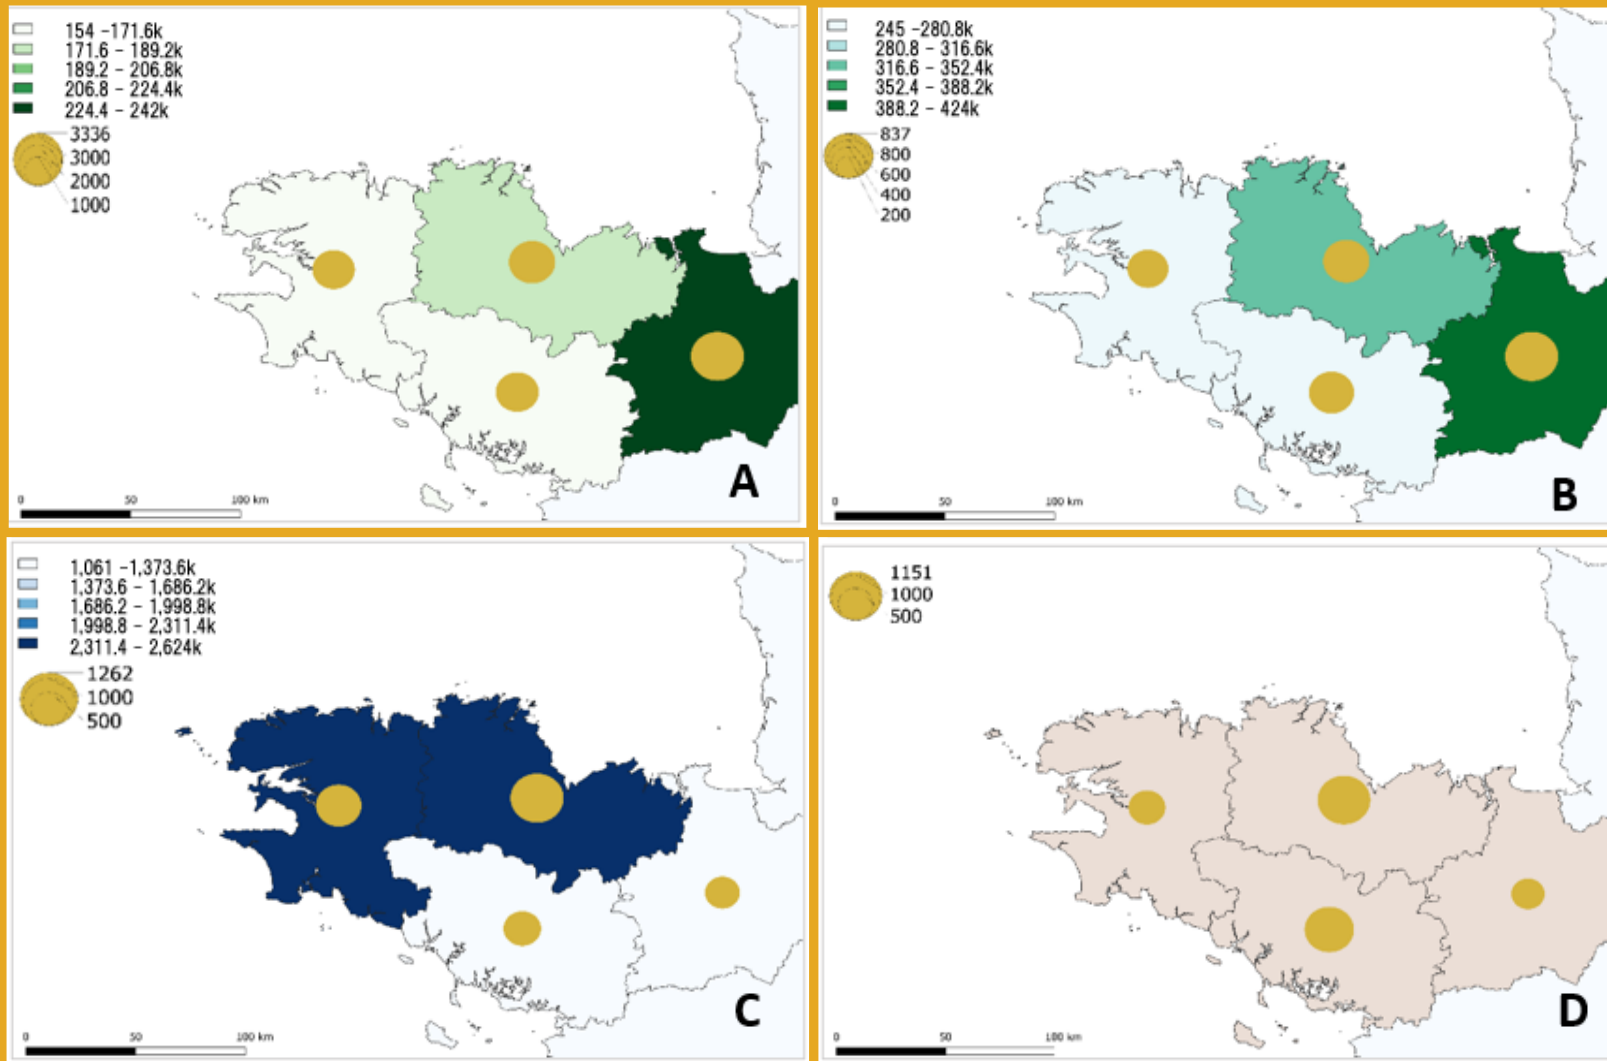 154 -171.6k
171.6 - 189.2k
189.2 - 206.8k
206.8 - 224.4k
224.4 - 242k
3336
3000
2000
1000
0 50 100 km
A
245 -280.8k
280.8 - 316.6k
316.6 - 352.4k
352.4 - 388.2k
388.2 - 424k
837
800
600
400
200
0 50 100 km
B
1,061 -1,373.6k
1,373.6 - 1,686.2k
1,686.2 - 1,998.8k
1,998.8 - 2,311.4k
2,311.4 - 2,624k
1262
1000
500
0 50 100 km
C
1151
1000
500
0 50 100 km
D